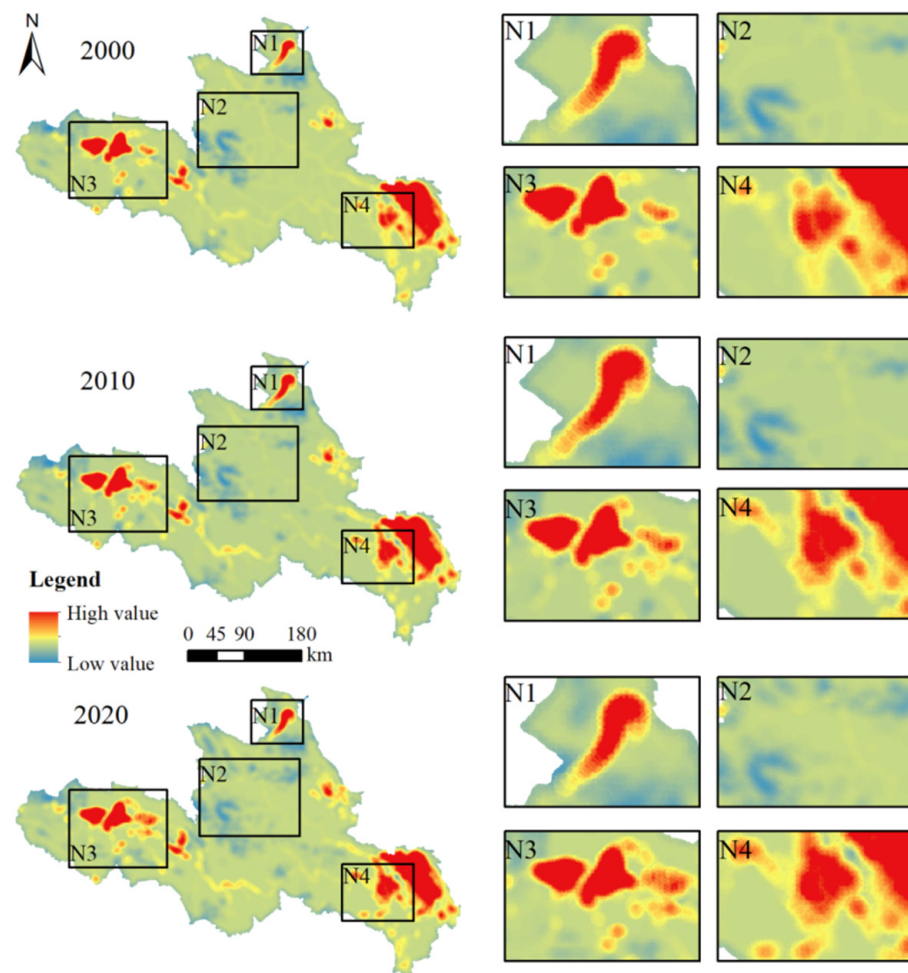 N
2000
N1
N2
N3
N4
N1
N2
N3
N4
2010
N1
N2
N3
N4
N1
N2
N3
N4
Legend
High value
Low value
0 45 90 180
km
2020
N1
N2
N3
N4
N1
N2
N3
N4